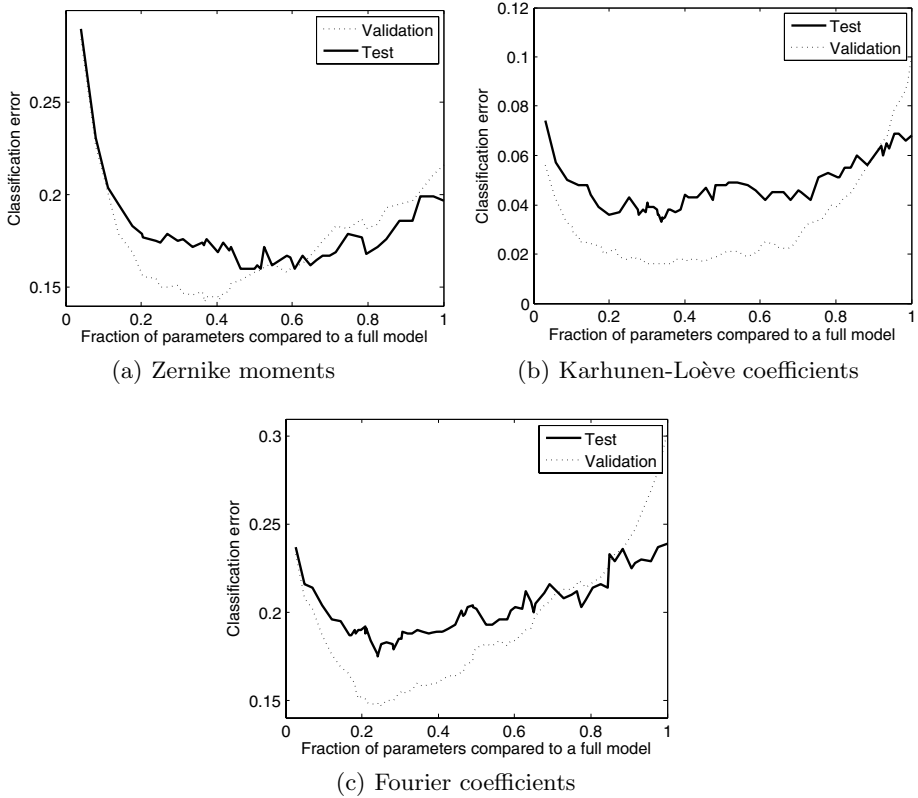 Validation
Test
0.25
0.2
0.15
Classification error
0 0.2 0.4 0.6 0.8 1
Fraction of parameters compared to a full model
(a) Zernike moments
0.12
0.1
0.08
0.06
0.04
0.02
0
Classification error
Test
Validation
0 0.2 0.4 0.6 0.8 1
Fraction of parameters compared to a full model
(b) Karhunen-Loève coefficients
0.3
0.25
0.2
0.15
Classification error
Test
Validation
0 0.2 0.4 0.6 0.8 1
Fraction of parameters compared to a full model
(c) Fourier coefficients